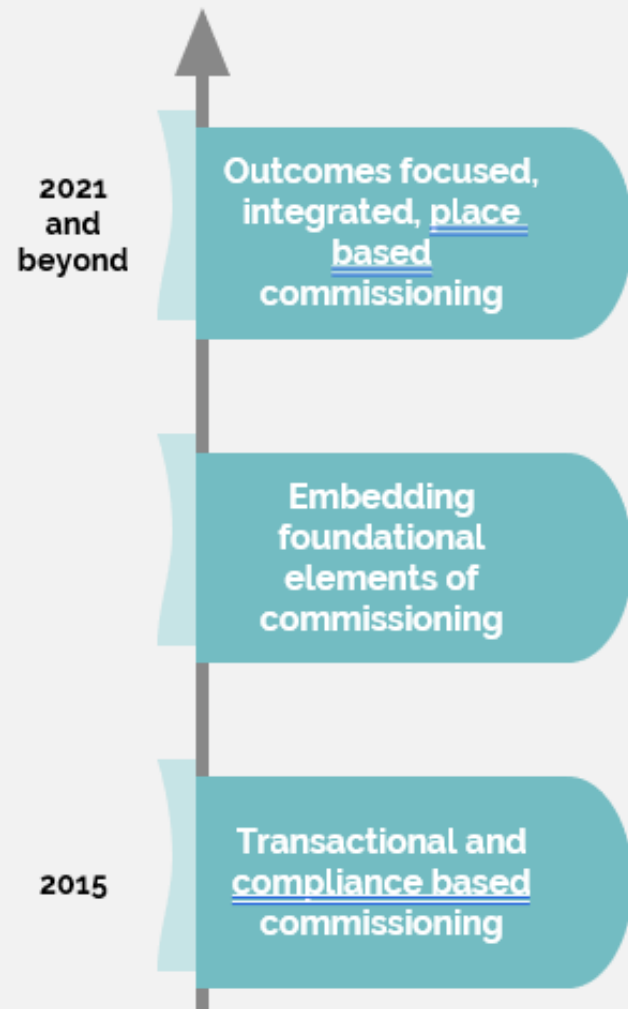 2021
and
beyond
Outcomes focused,
integrated, place
based
commissioning
Embedding
foundational
elements of
commissioning
2015
Transactional and
compliance based
commissioning